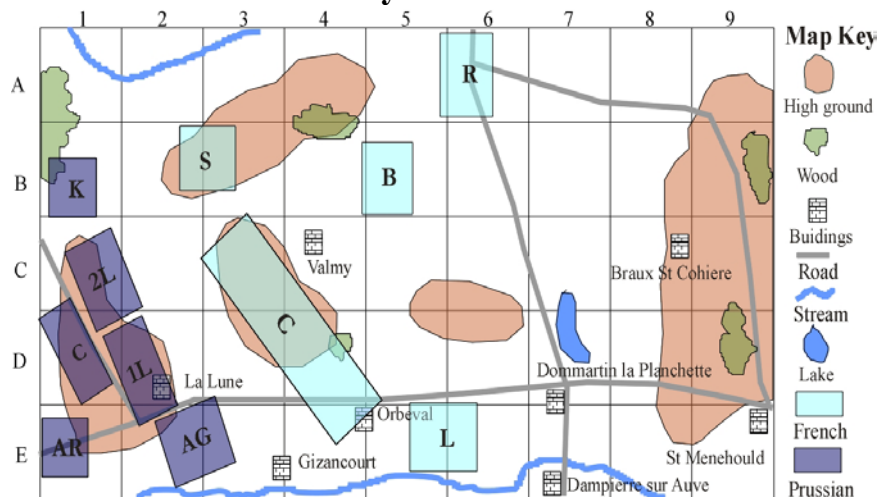 y
1 2 3 4 5 6 7 8 9
Map Key
A
R
High ground
S
B
B
K
Wood
Buidings
C
2L
Valmy
Braux St Cohiere
Road
Stream
D
C
C
1L
La Lune
Dommartin la Planchette
Lake
Orbeval
French
E
AR
AG
L
Gizancourt
St Menehould
Dampierre sur Auve
Prussian